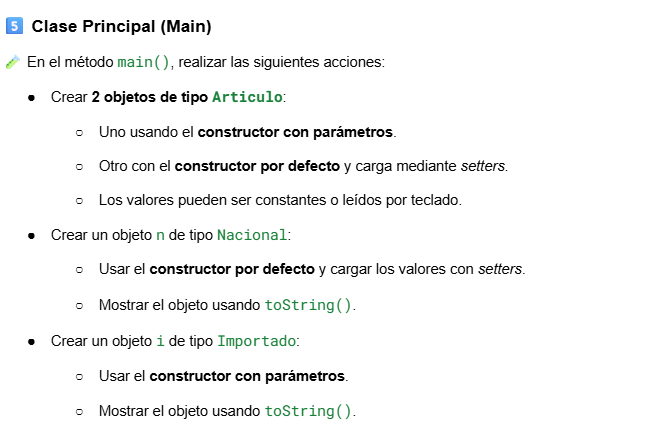 5 Clase Principal (Main)
En el método main(), realizar las siguientes acciones:
● Crear 2 objetos de tipo Articulo:
○ Uno usando el constructor con parámetros.
○ Otro con el constructor por defecto y carga mediante setters.
○ Los valores pueden ser constantes o leídos por teclado.
● Crear un objeto n de tipo Nacional:
○ Usar el constructor por defecto y cargar los valores con setters.
○ Mostrar el objeto usando toString().
● Crear un objeto i de tipo Importado:
○ Usar el constructor con parámetros.
○ Mostrar el objeto usando toString().